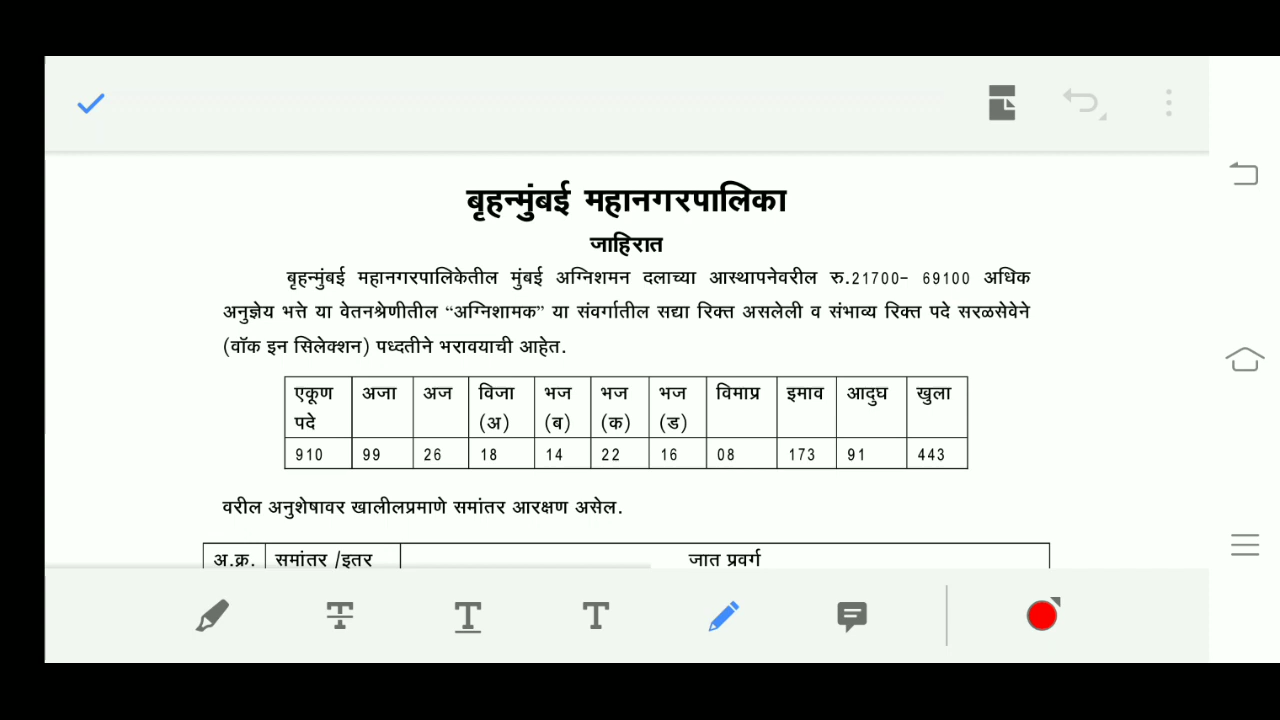 बृहन्मुंबई महानगरपालिका
जाहिरात
बृहन्मुंबई महानगरपालिकेतील मुंबई अग्निशमन दलाच्या आस्थापनेवरील रु.21700- 69100 अधिक
अनुज्ञेय भत्ते या वेतनश्रेणीतील “अग्निशामक” या संवर्गातील सद्या रिक्त असलेली व संभाव्य रिक्त पदे सरळसेवेने
(वॉक इन सिलेक्शन) पध्दतीने भरावयाची आहेत.
एकूण पदे अजा अज विजा (अ) भज (ब) भज (क) भज (ड) विमाप्र इमाव आदुघ खुला
910 99 26 18 14 22 16 08 173 91 443
वरील अनुशेषावर खालीलप्रमाणे समांतर आरक्षण असेल.
अ.क्र. समांतर /इतर जात प्रवर्ग